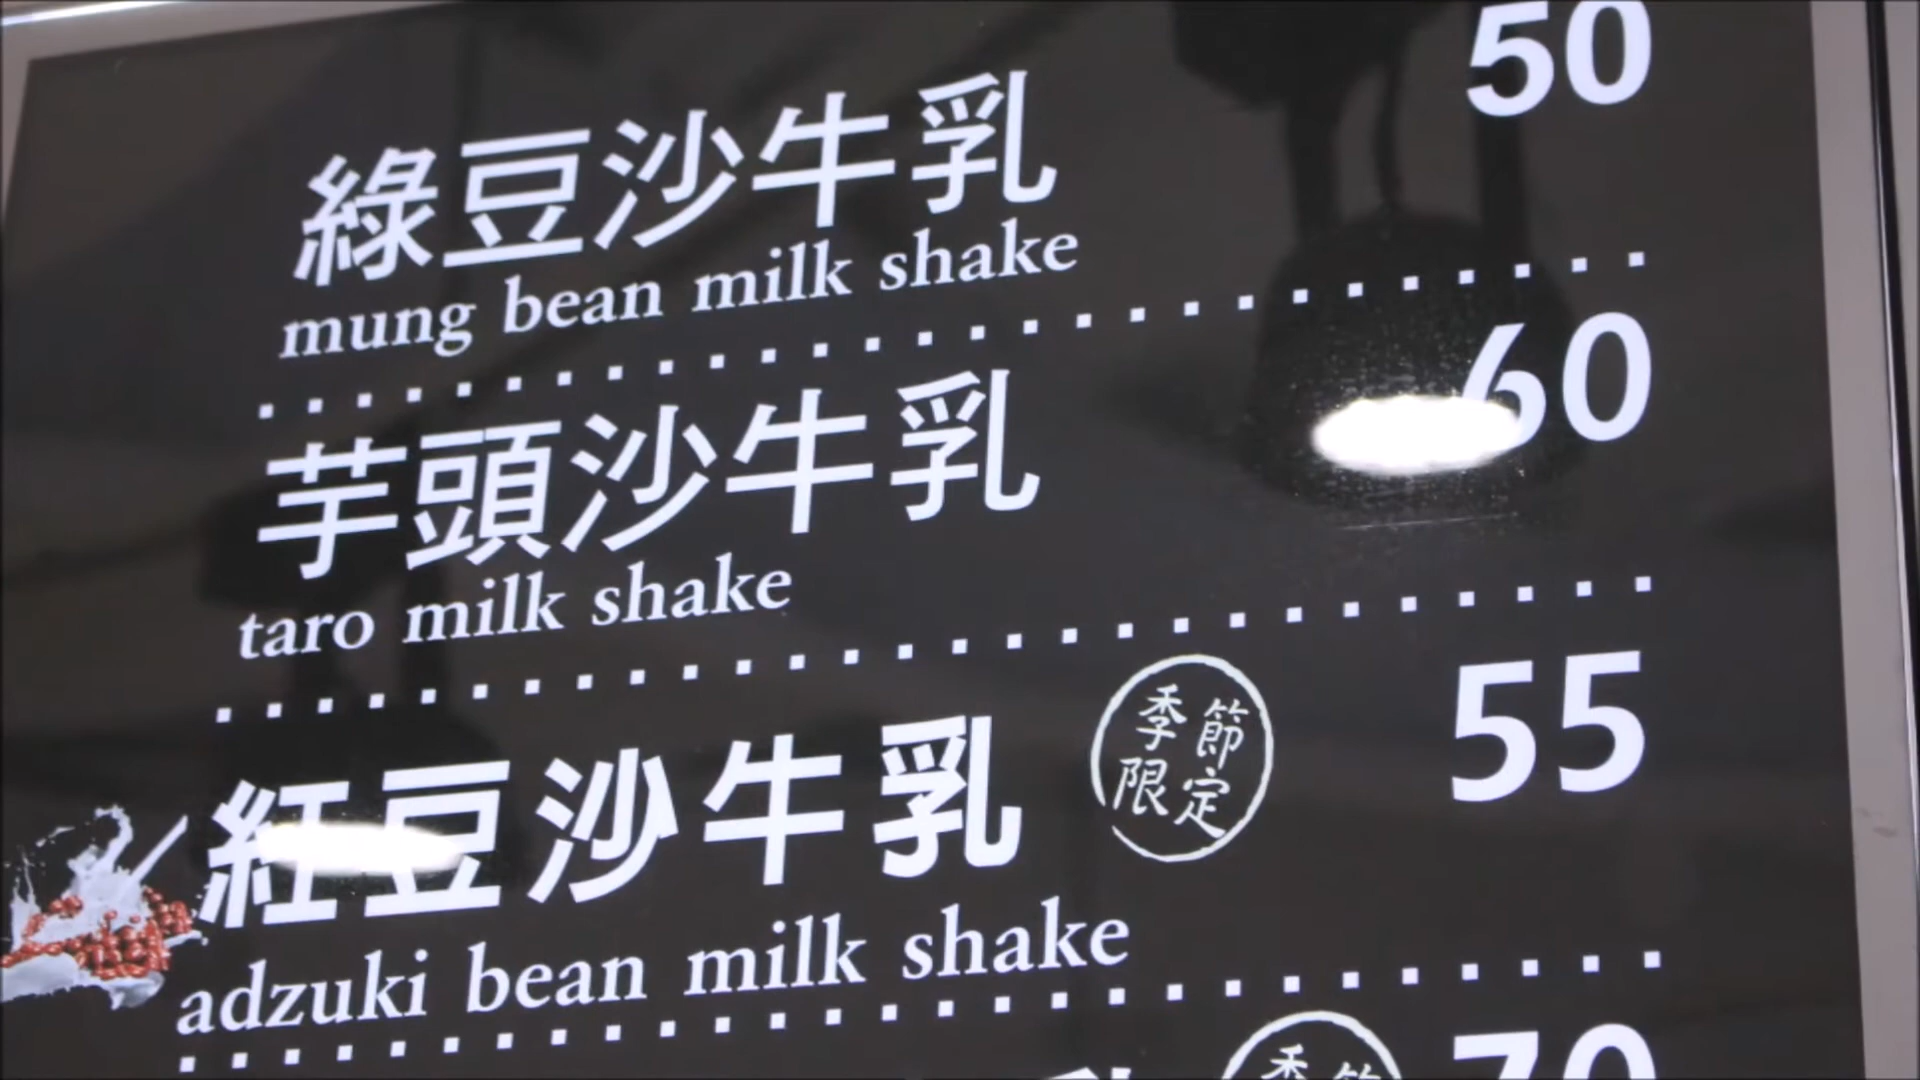 50
綠豆沙牛乳
mung bean milk shake
60
芋頭沙牛乳
taro milk shake
紅豆沙牛乳
季節
限定
55
adzuki bean milk shake
70